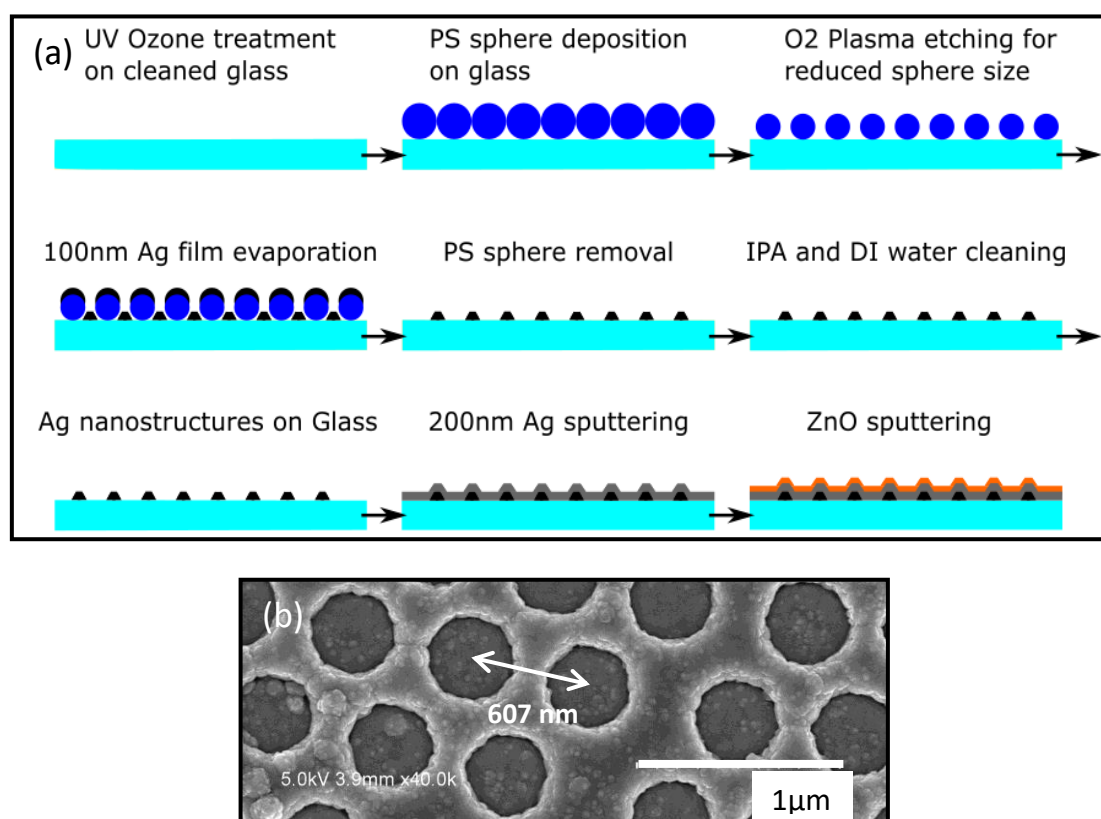 (a)
UV Ozone treatment
on cleaned glass
PS sphere deposition
on glass
O2 Plasma etching for
reduced sphere size
100nm Ag film evaporation
PS sphere removal
IPA and DI water cleaning
Ag nanostructures on Glass
200nm Ag sputtering
ZnO sputtering
(b)
607 nm
5.0kV 3.9mm x40.0k
1μm